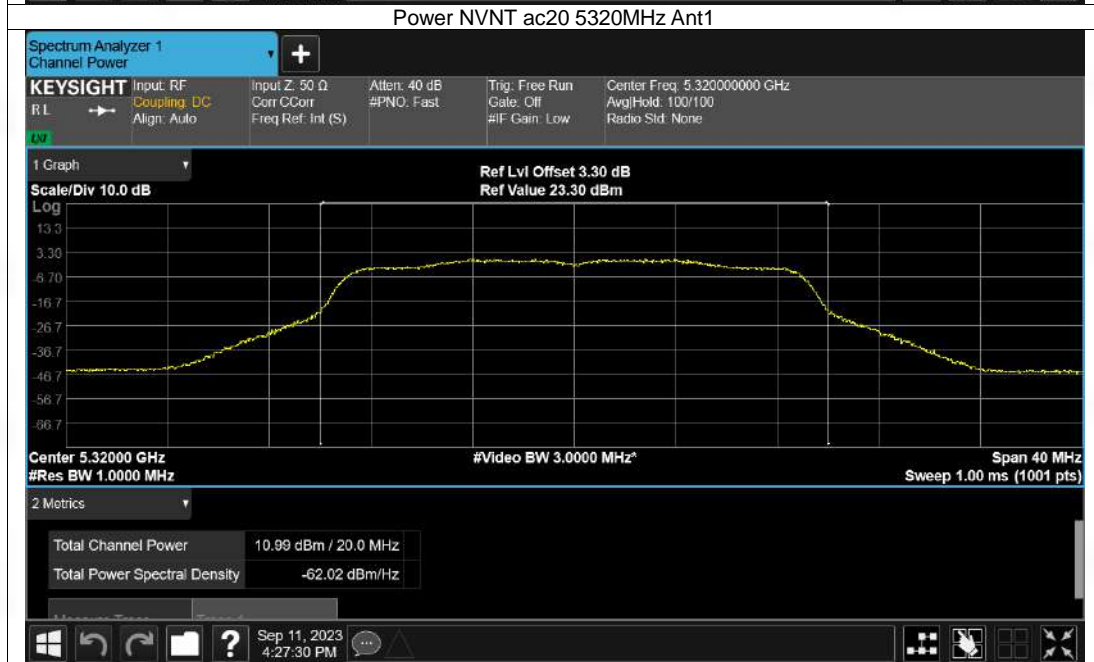 Power NVNT ac20 5320MHz Ant1
Spectrum Analyzer 1
Channel Power
+
KEYSIGHT Input: RF Input Z: 50 Ω Atten: 40 dB Trig: Free Run Center Freq: 5.320000000 GHz
RL Coupling: DC Corr CCorr #PNO: Fast Gate: Off Avg|Hold: 100/100
Align: Auto Freq Ref: Int (S) #IF Gain: Low Radio Std: None
1 Graph
Ref Lvl Offset 3.30 dB
Scale/Div 10.0 dB Ref Value 23.30 dBm
Log
13.3
3.30
-6.70
-16.7
-26.7
-36.7
-46.7
-56.7
-66.7
Center 5.32000 GHz #Video BW 3.0000 MHz* Span 40 MHz
#Res BW 1.0000 MHz Sweep 1.00 ms (1001 pts)
2 Metrics
Total Channel Power 10.99 dBm / 20.0 MHz
Total Power Spectral Density -62.02 dBm/Hz
? Sep 11, 2023
4:27:30 PM